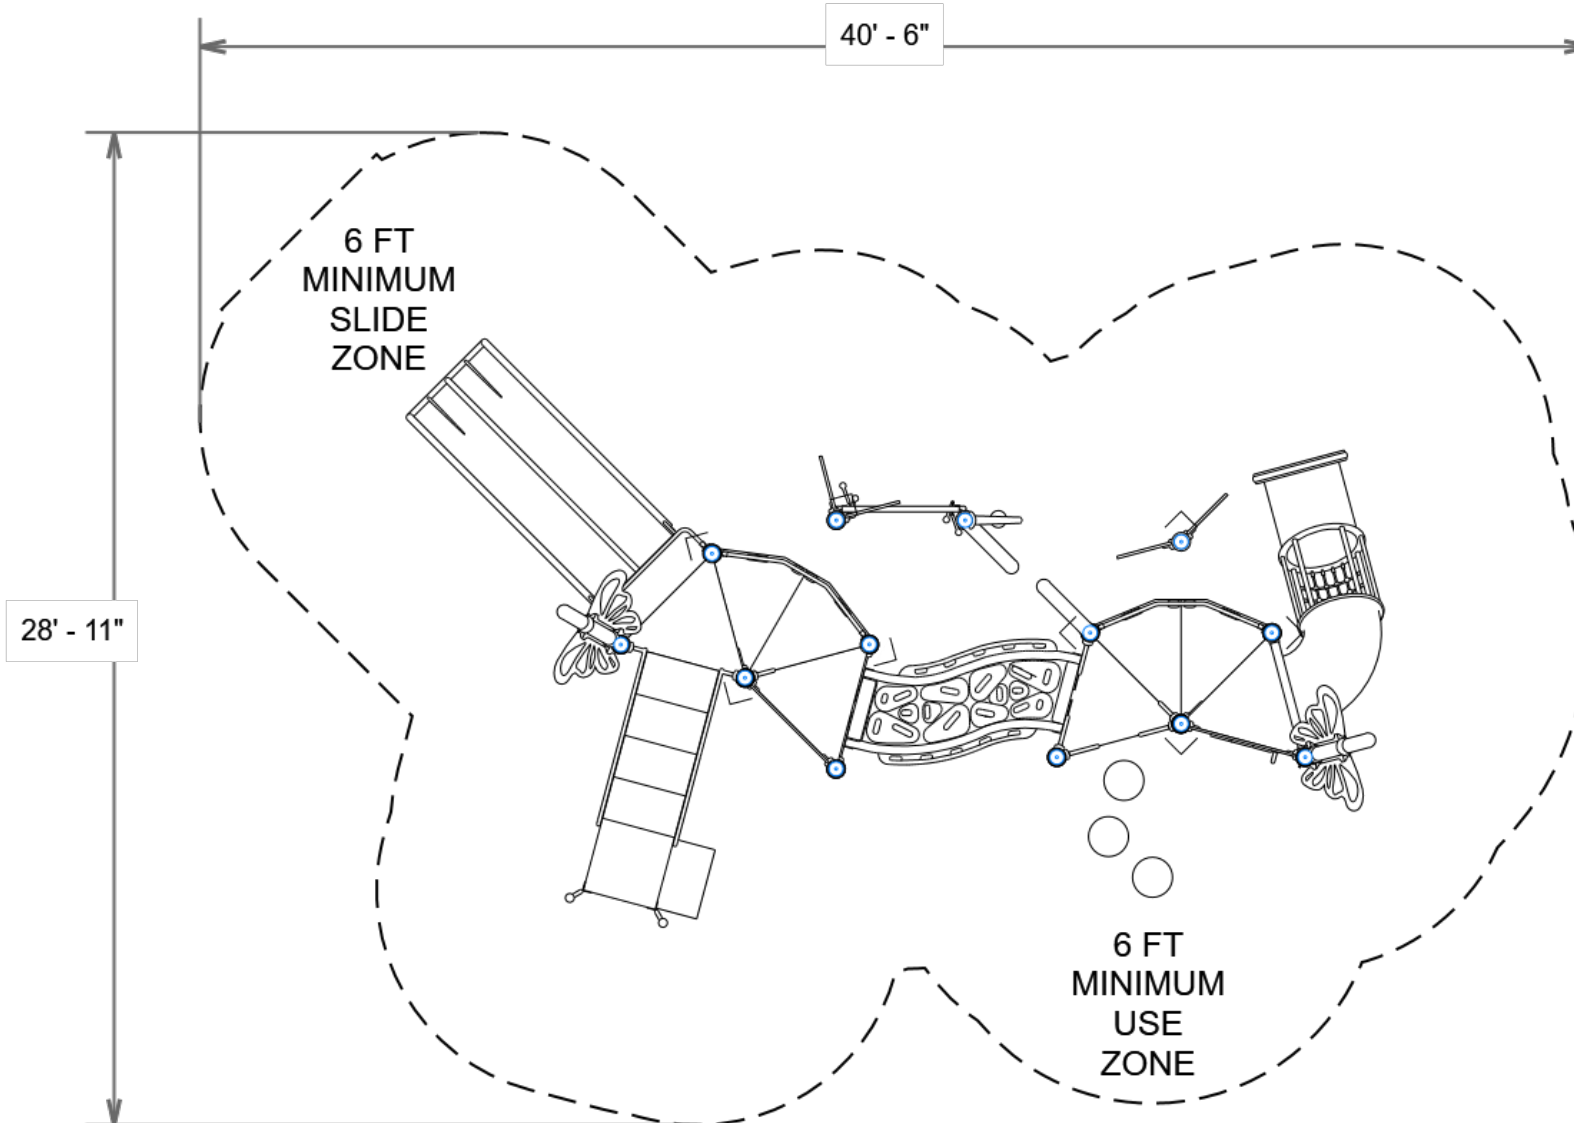 40' - 6"
6 FT
MINIMUM
SLIDE
ZONE
28' - 11"
6 FT
MINIMUM
USE
ZONE